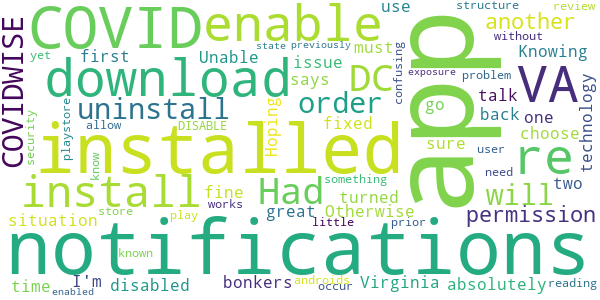 COVID enable another use structure review
COVIDWISE yet first Unable issue must state previously without
download DC says confusing exposure problem Knowing
uninstall order fixed Hoping talk go back one
security playstore allow DISABLE VA technology
installed sure user choose need two
know app re
install Had fine great turned Otherwise something works little will permission
situation store play known
notifications
time I'm disabled bonkers Virginia absolutely reading
enabled androids occur prior